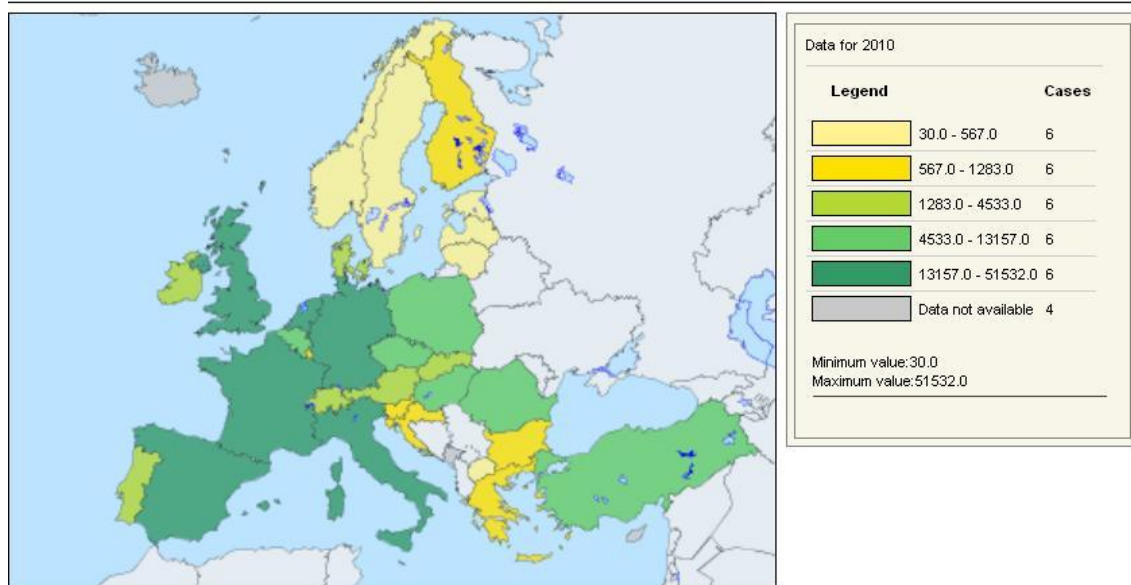 Data for 2010
Legend Cases
30.0 - 567.0 6
567.0 - 1283.0 6
1283.0 - 4533.0 6
4533.0 - 13157.0 6
13157.0 - 51532.0 6
Data not available 4
Minimum value:30.0
Maximum value:51532.0